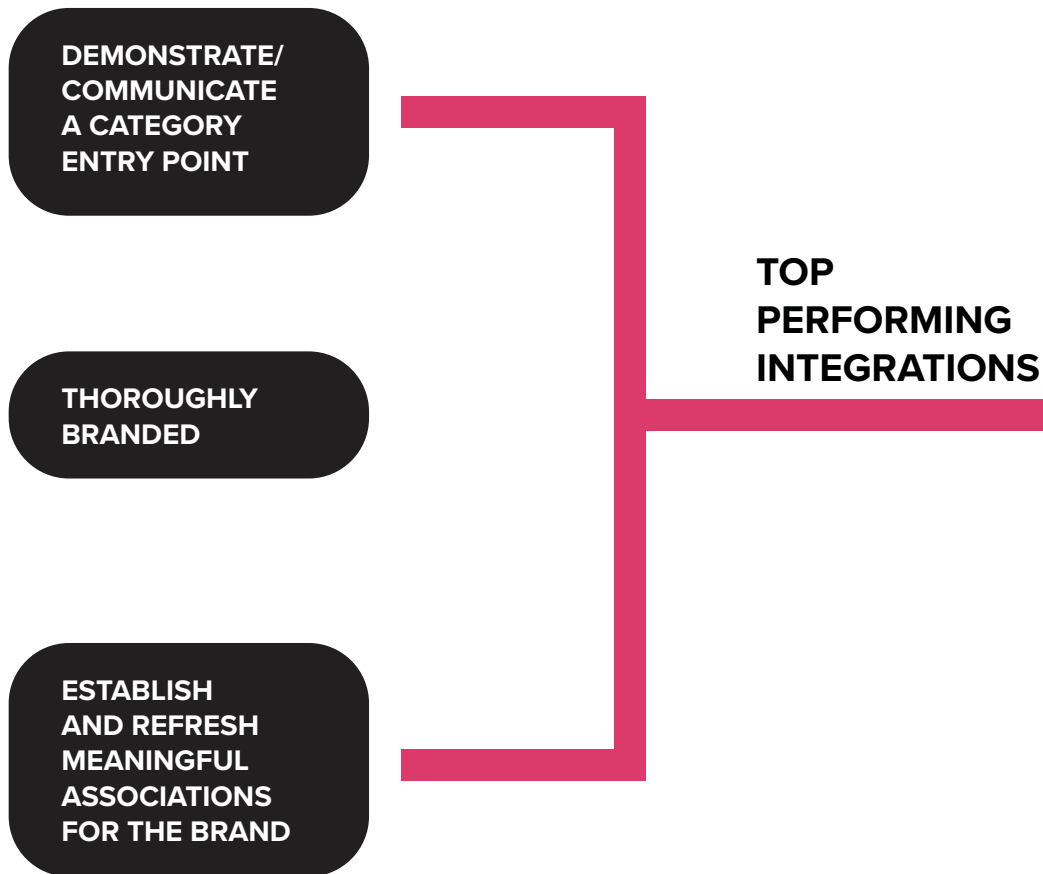 DEMONSTRATE/
COMMUNICATE
A CATEGORY
ENTRY POINT
TOP
PERFORMING
INTEGRATIONS
THOROUGHLY
BRANDED
ESTABLISH
AND REFRESH
MEANINGFUL
ASSOCIATIONS
FOR THE BRAND